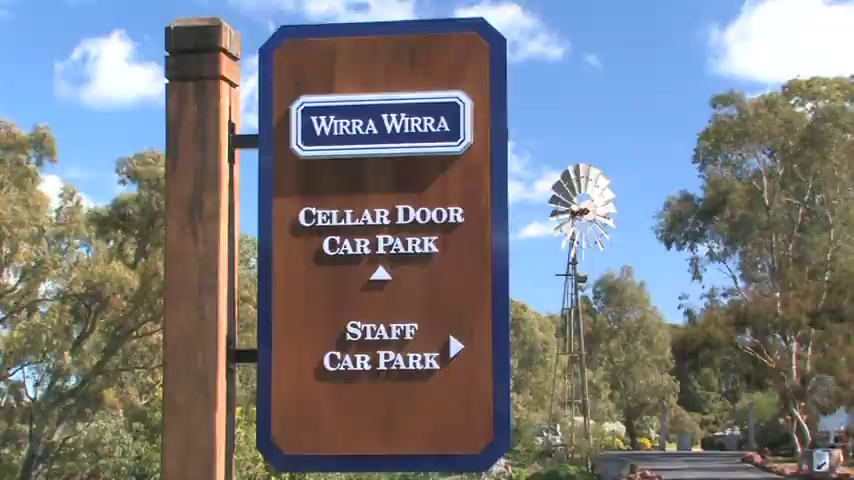 WIRRA WIRRA
CELLAR DOOR
CAR PARK
STAFF
CAR PARK